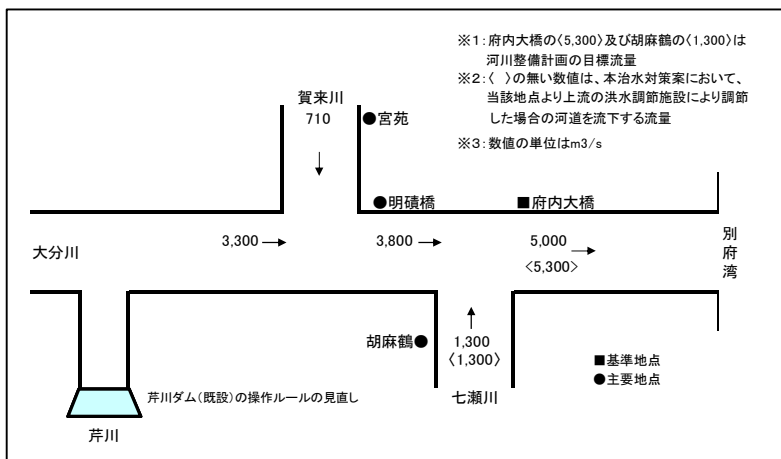 ※1：府内大橋の〈5,300〉及び胡麻鶴の〈1,300〉は
河川整備計画の目標流量
※2：〈　〉の無い数値は、本治水対策案において、
当該地点より上流の洪水調節施設により調節
した場合の河道を流下する流量
※3：数値の単位はm3/s
賀来川
710
↓
●宮苑
●明磧橋
■府内大橋
大分川
3,300→
3,800→
5,000
→
〈5,300〉
別府湾
胡麻鶴●
↑
1,300
〈1,300〉
七瀬川
■基準地点
●主要地点
芹川ダム（既設）の操作ルールの見直し
芹川